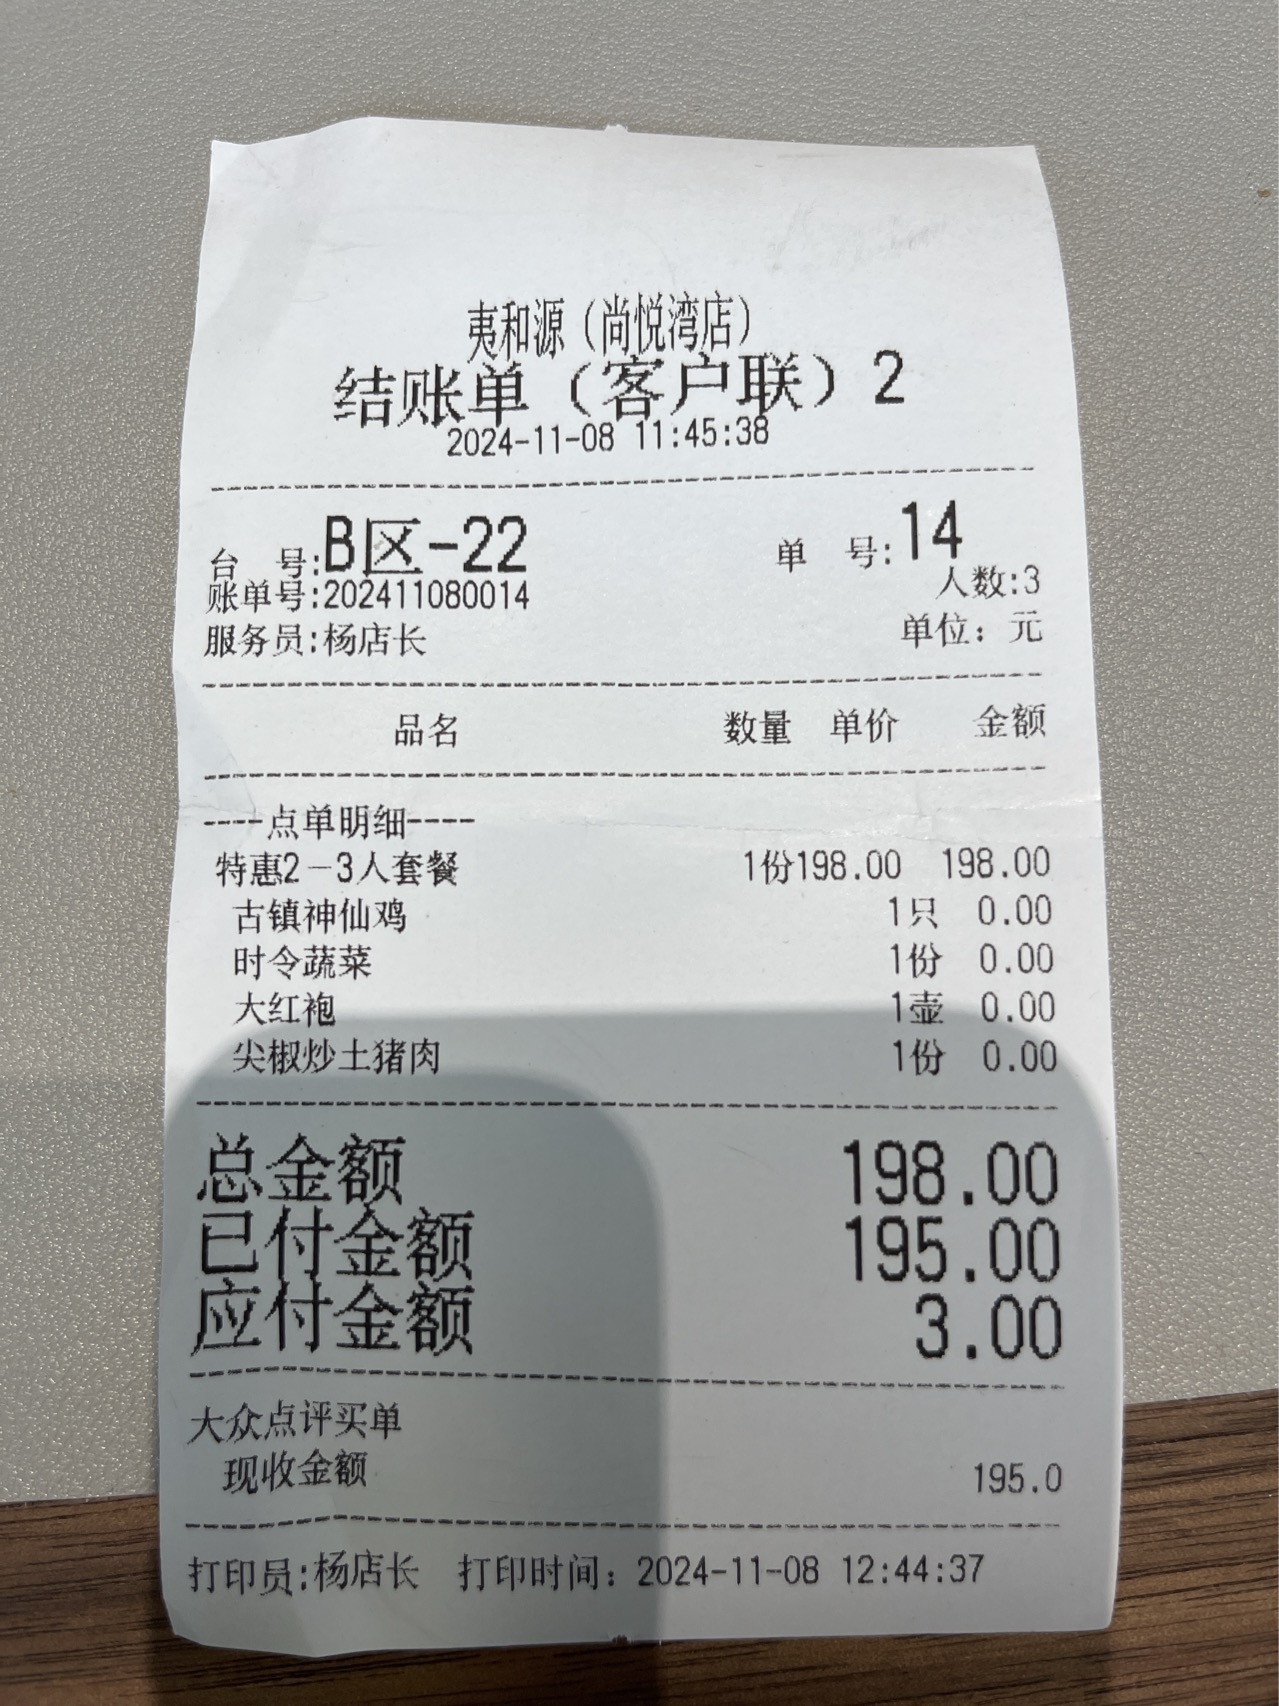 夷和源（尚悦湾店）
结账单（客户联）2
2024-11-08 11:45:38
台 号:B区-22 单 号:14
账单号:202411080014 人数:3
服务员:杨店长 单位：元
品名 数量 单价 金额
----点单明细----
特惠2－3人套餐 1份198.00 198.00
古镇神仙鸡 1只 0.00
时令蔬菜 1份 0.00
大红袍 1壶 0.00
尖椒炒土猪肉 1份 0.00
总金额 198.00
已付金额 195.00
应付金额 3.00
大众点评买单
现收金额 195.0
打印员:杨店长 打印时间：2024-11-08 12:44:37